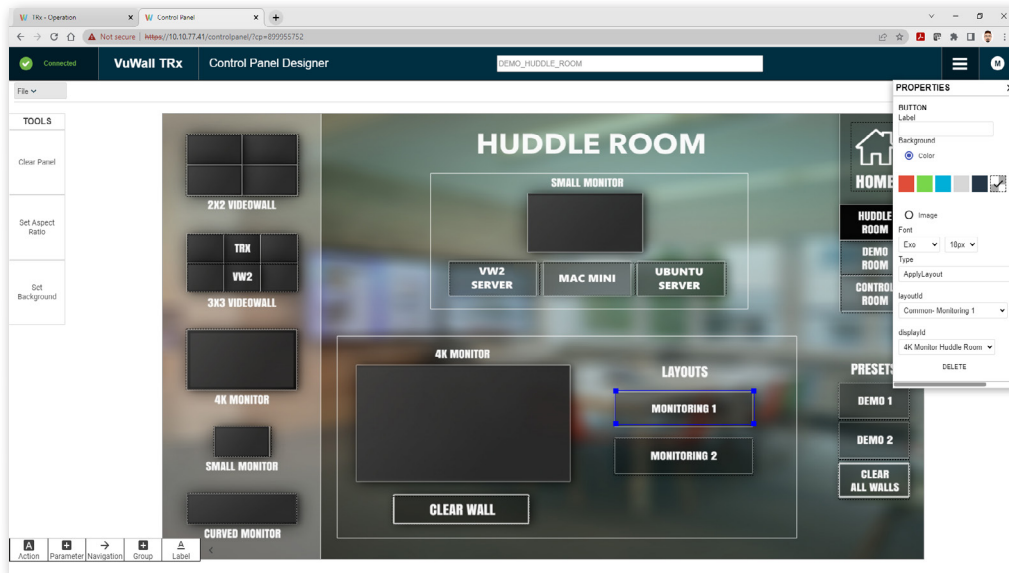 TRx - Operation
Control Panel
Not secure | https://10.10.77.41/controlpanel/?cp=899955752
Connected
VuWall TRx
Control Panel Designer
DEMO_HUDDLE_ROOM
M
File
TOOLS
Clear Panel
Set Aspect
Ratio
Set
Background
2X2 VIDEOWALL
TRX
VW2
3X3 VIDEOWALL
4K MONITOR
SMALL MONITOR
CURVED MONITOR
HUDDLE ROOM
SMALL MONITOR
VW2
SERVER
MAC MINI
UBUNTU
SERVER
4K MONITOR
CLEAR WALL
LAYOUTS
MONITORING 1
MONITORING 2
HOME
HUDDLE
ROOM
DEMO
ROOM
CONTROL
ROOM
PRESETS
DEMO 1
DEMO 2
CLEAR
ALL WALLS
PROPERTIES
BUTTON
Label
Background
Color
Image
Font
Exo
18px
Type
ApplyLayout
layoutId
Common- Monitoring 1
displayId
4K Monitor Huddle Room
DELETE
Action
Parameter
Navigation
Group
Label